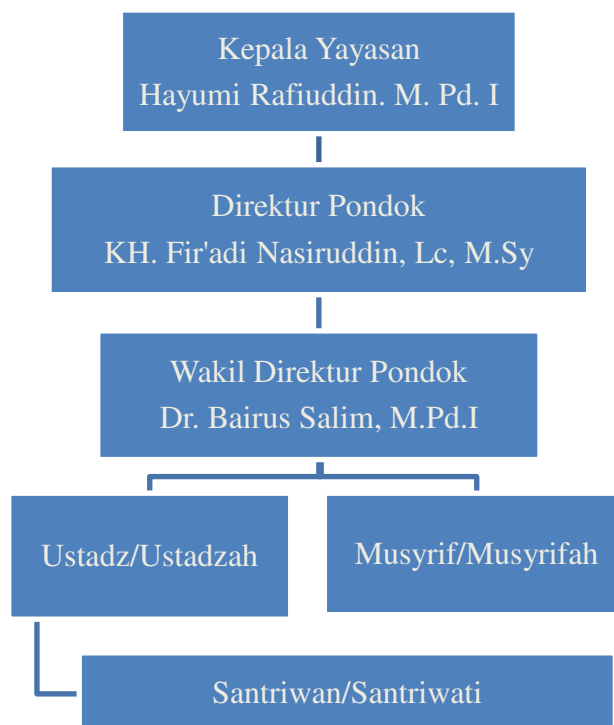 Kepala Yayasan
Hayumi Rafiuddin. M. Pd. I
Direktur Pondok
KH. Fir'adi Nasiruddin, Lc, M.Sy
Wakil Direktur Pondok
Dr. Bairus Salim, M.Pd.I
Ustadz/Ustadzah
Musyrif/Musyrifah
Santriwan/Santriwati